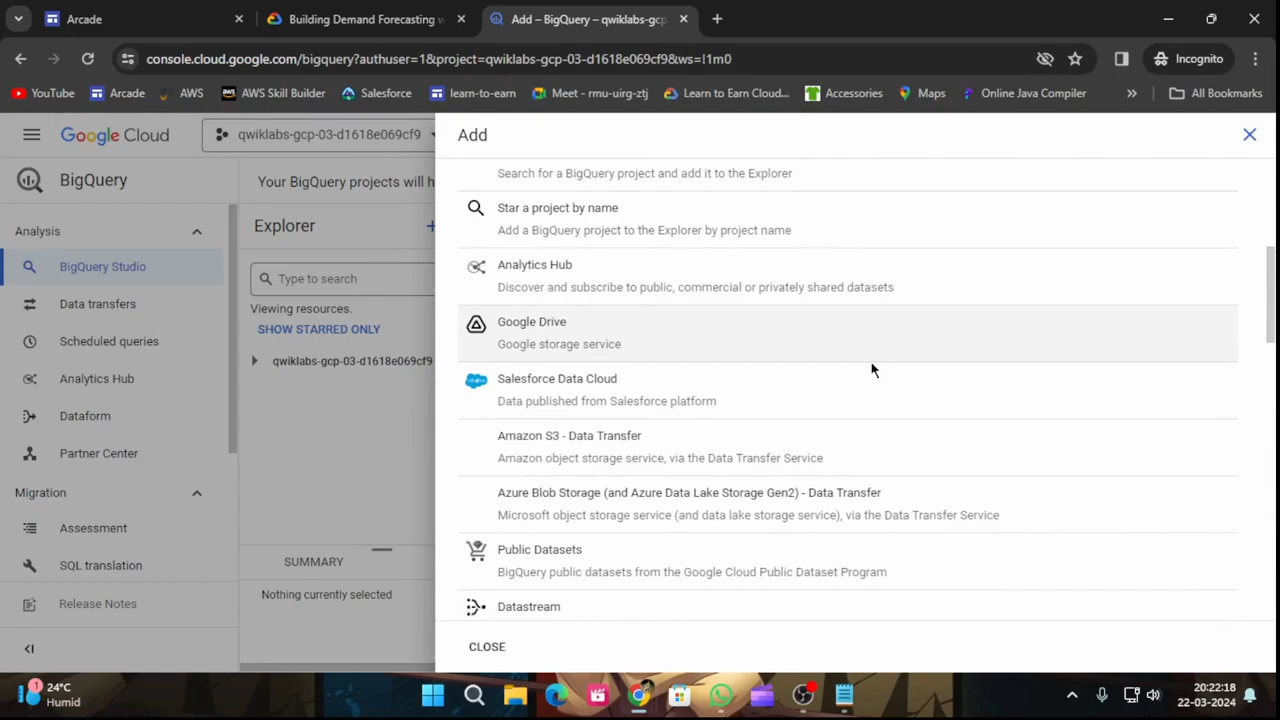 Arcade
Building Demand Forecasting w
Add – BigQuery – qwiklabs-gcp
console.cloud.google.com/bigquery?authuser=1&project=qwiklabs-gcp-03-d1618e069cf9&ws=!1m0
Incognito
YouTube
Arcade
AWS
AWS Skill Builder
Salesforce
learn-to-earn
Meet - rmu-uirg-ztj
Learn to Earn Cloud...
Accessories
Maps
Online Java Compiler
All Bookmarks
Google Cloud
qwiklabs-gcp-03-d1618e069cf9
BigQuery
Analysis
BigQuery Studio
Data transfers
Scheduled queries
Analytics Hub
Dataform
Partner Center
Migration
Assessment
SQL translation
Release Notes
Your BigQuery projects will h
Explorer
Type to search
Viewing resources.
SHOW STARRED ONLY
qwiklabs-gcp-03-d1618e069cf9
SUMMARY
Nothing currently selected
Add
Search for a BigQuery project and add it to the Explorer
Star a project by name
Add a BigQuery project to the Explorer by project name
Analytics Hub
Discover and subscribe to public, commercial or privately shared datasets
Google Drive
Google storage service
Salesforce Data Cloud
Data published from Salesforce platform
Amazon S3 - Data Transfer
Amazon object storage service, via the Data Transfer Service
Azure Blob Storage (and Azure Data Lake Storage Gen2) - Data Transfer
Microsoft object storage service (and data lake storage service), via the Data Transfer Service
Public Datasets
BigQuery public datasets from the Google Cloud Public Dataset Program
Datastream
CLOSE
1
24°C
Humid
20:22:18
22-03-2024